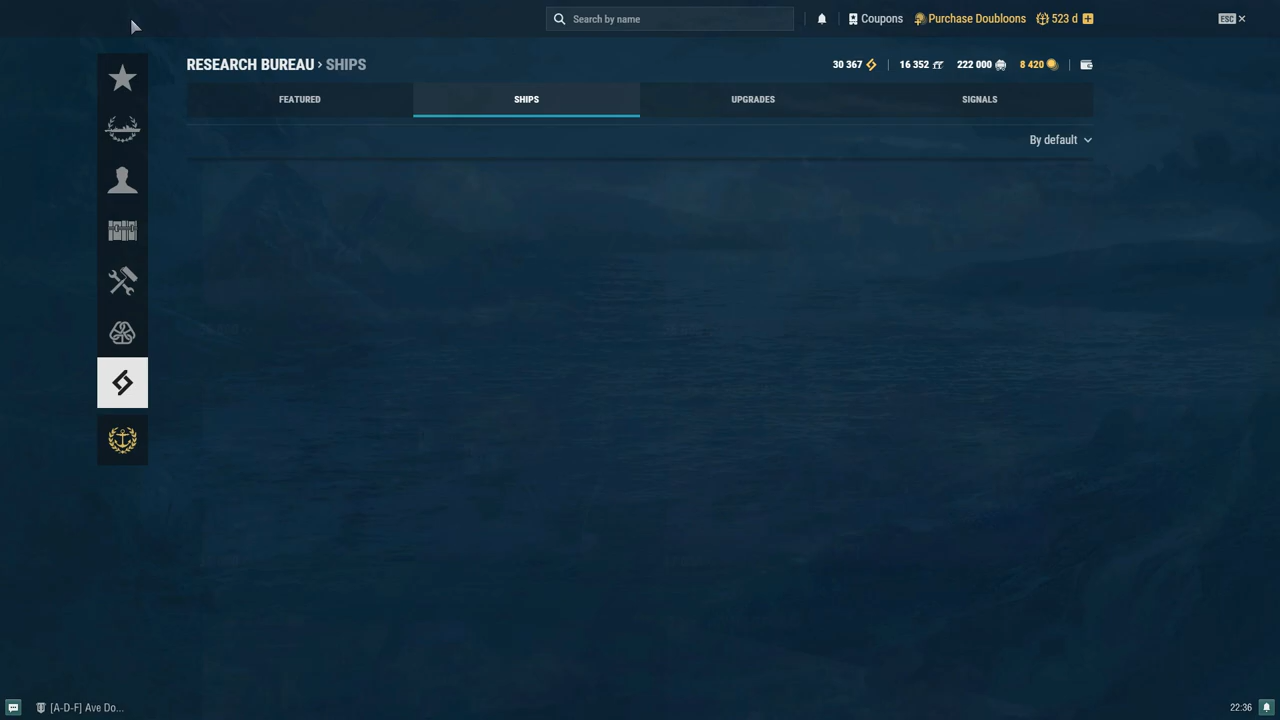 Search by name
Coupons
Purchase Doubloons
523 d
ESC
RESEARCH BUREAU › SHIPS
30 367
16 352
222 000
8 420
FEATURED
SHIPS
UPGRADES
SIGNALS
By default
[A-D-F] Ave Do...
22:36